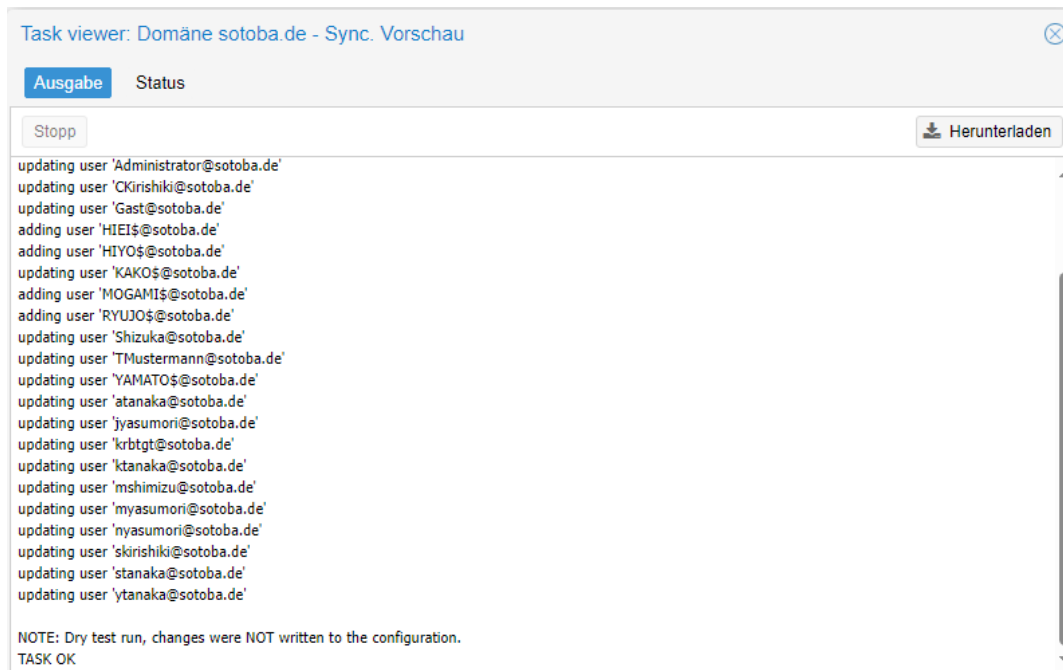 Task viewer: Domäne sotoba.de - Sync. Vorschau
Ausgabe Status
Stopp Herunterladen
updating user 'Administrator@sotoba.de'
updating user 'CKirishiki@sotoba.de'
updating user 'Gast@sotoba.de'
adding user 'HIEI$@sotoba.de'
adding user 'HIYO$@sotoba.de'
updating user 'KAKO$@sotoba.de'
adding user 'MOGAMI$@sotoba.de'
adding user 'RYUJO$@sotoba.de'
updating user 'Shizuka@sotoba.de'
updating user 'TMustermann@sotoba.de'
updating user 'YAMATO$@sotoba.de'
updating user 'atanaka@sotoba.de'
updating user 'jyasumori@sotoba.de'
updating user 'krbtgt@sotoba.de'
updating user 'ktanaka@sotoba.de'
updating user 'mshimizu@sotoba.de'
updating user 'myasumori@sotoba.de'
updating user 'nyasumori@sotoba.de'
updating user 'skirishiki@sotoba.de'
updating user 'stanaka@sotoba.de'
updating user 'ytanaka@sotoba.de'
NOTE: Dry test run, changes were NOT written to the configuration.
TASK OK